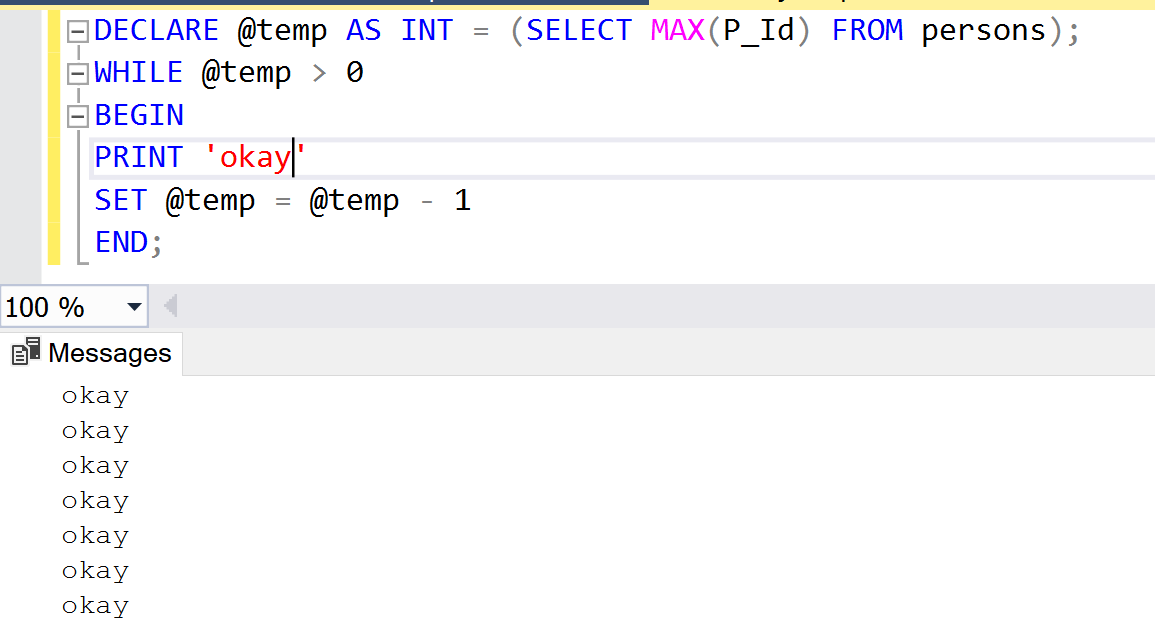 DECLARE @temp AS INT = (SELECT MAX(P_Id) FROM persons);
WHILE @temp > 0
BEGIN
PRINT 'okay'
SET @temp = @temp - 1
END;
100 %
Messages
okay
okay
okay
okay
okay
okay
okay